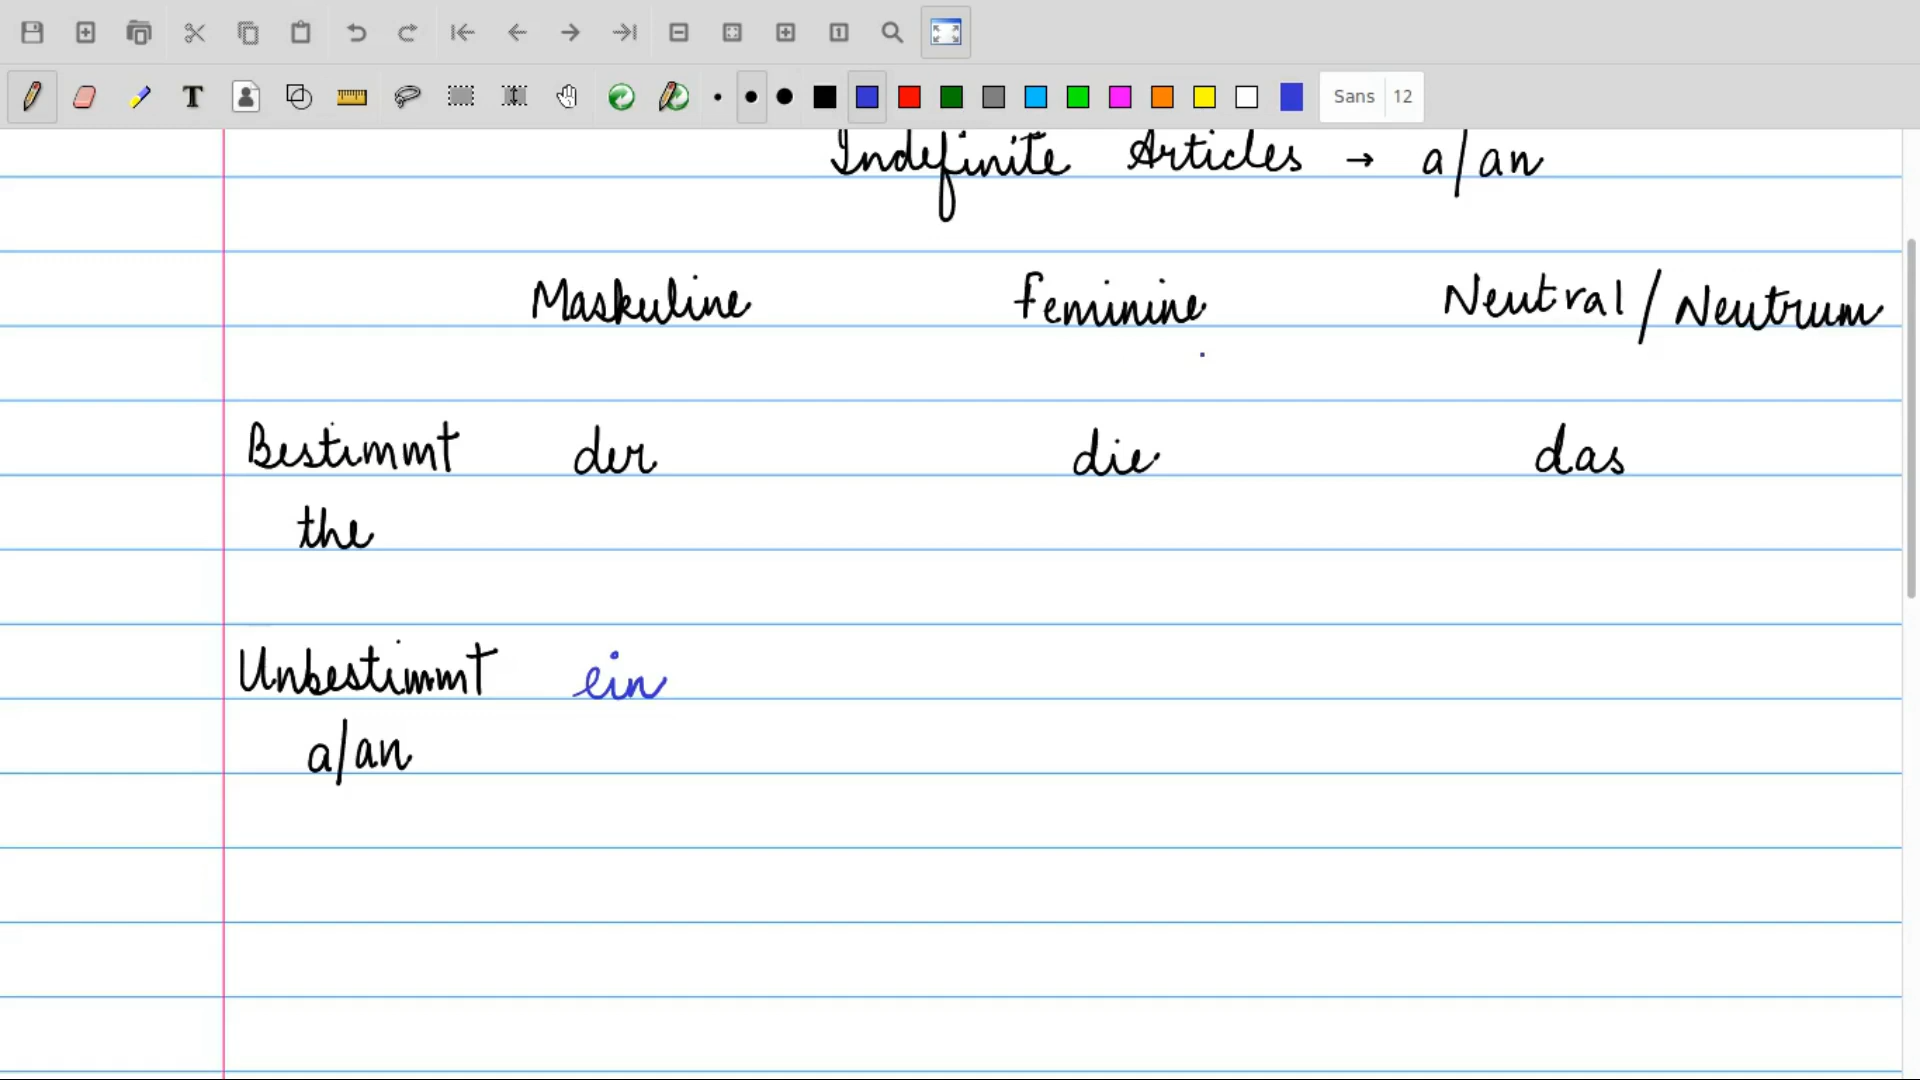 Sans 12
Indefinite Articles → a/an
Maskuline feminine Neutral/Neutrum
Bestimmt der die das
the
Unbestimmt ein
a/an